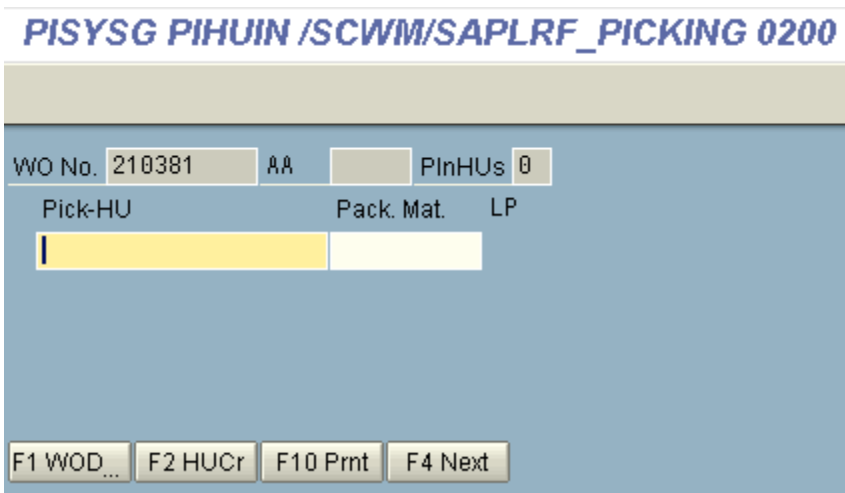 PISYSG PIHUIN /SCWM/SAPLRF_PICKING 0200
WO No. 210381 AA PlnHUs 0
Pick-HU Pack. Mat. LP
F1 WOD... F2 HUCr F10 Prnt F4 Next